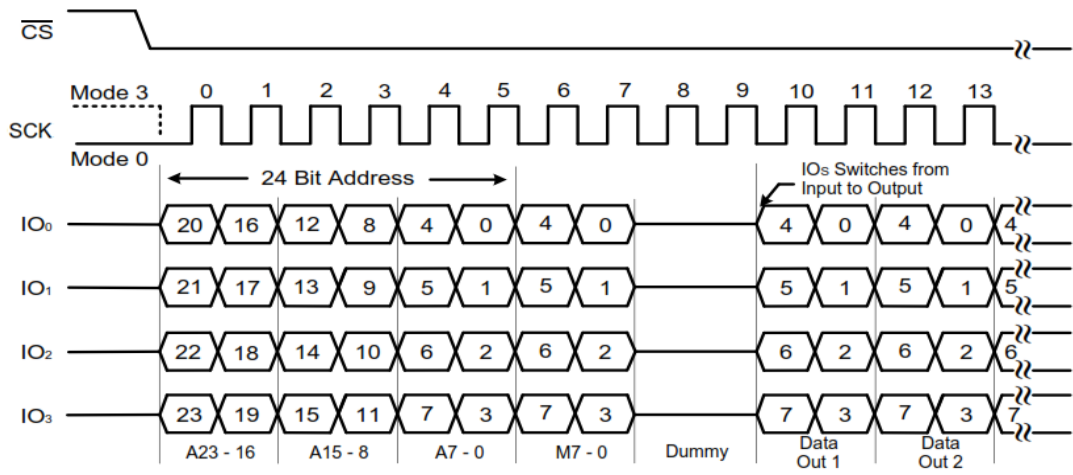 CS
Mode 3 0 1 2 3 4 5 6 7 8 9 10 11 12 13
SCK
Mode 0
24 Bit Address
IOs Switches from
Input to Output
IO0 20 16 12 8 4 0 4 0 4 0 4 0 4
IO1 21 17 13 9 5 1 5 1 5 1 5 1 5
IO2 22 18 14 10 6 2 6 2 6 2 6 2 6
IO3 23 19 15 11 7 3 7 3 7 3 7 3 7
A23 - 16 A15 - 8 A7 - 0 M7 - 0 Dummy Data Out 1 Data Out 2